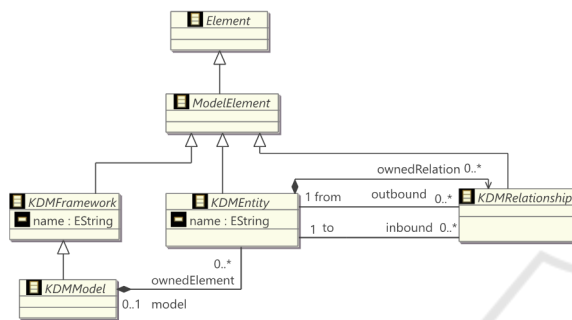 Element
ModelElement
ownedRelation 0..*
KDMFramework
name : EString
KDMEntity
name : EString
1 from outbound 0..*
KDMRelationship
1 to inbound 0..*
0..*
ownedElement
KDMModel
0..1 model